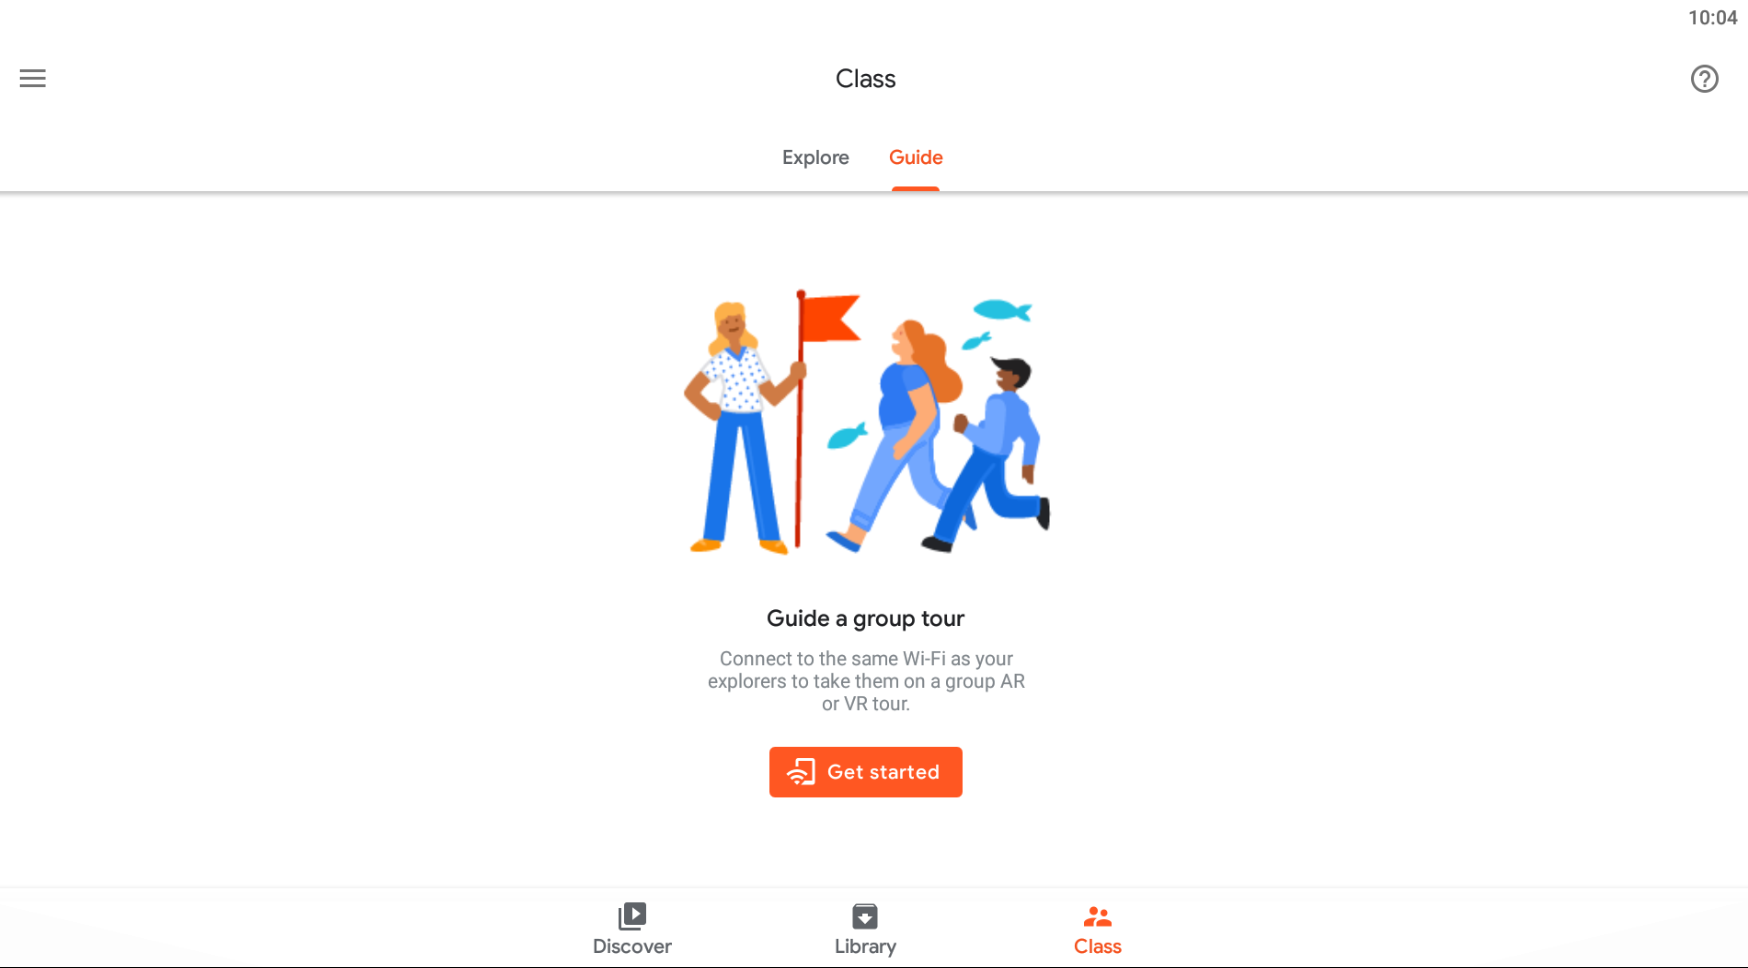 10:04
Class
Explore
Guide
Guide a group tour
Connect to the same Wi-Fi as your
explorers to take them on a group AR
or VR tour.
Get started
Discover
Library
Class